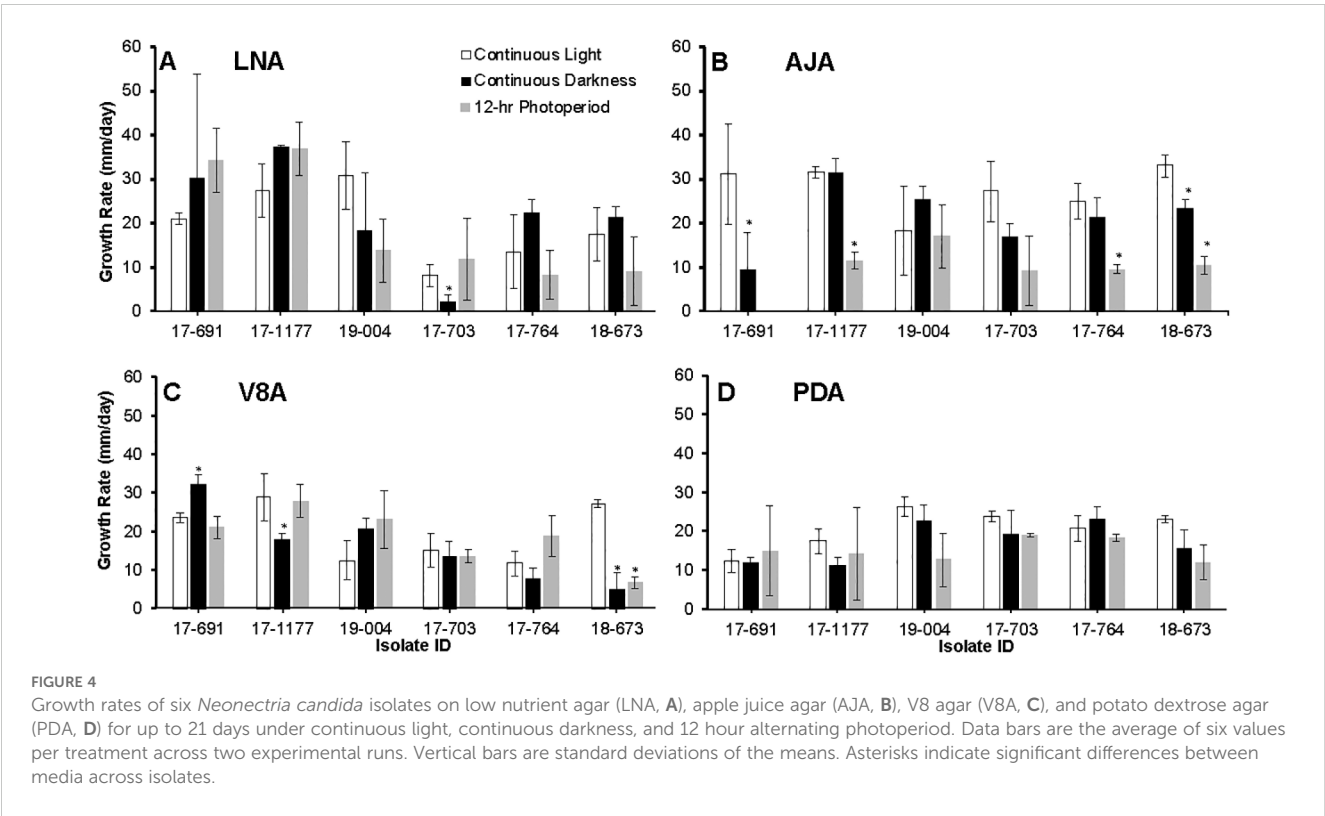 A LNA
Continuous Light
Continuous Darkness
12-hr Photoperiod
Growth Rate (mm/day)
60
50
40
30
20
10
0
*
17-691 17-1177 19-004 17-703 17-764 18-673
B AJA
60
50
40
30
20
10
0
* * * * *
17-691 17-1177 19-004 17-703 17-764 18-673
C V8A
Growth Rate (mm/day)
60
50
40
30
20
10
0
* * * *
17-691 17-1177 19-004 17-703 17-764 18-673
Isolate ID
D PDA
60
50
40
30
20
10
0
17-691 17-1177 19-004 17-703 17-764 18-673
Isolate ID
FIGURE 4
Growth rates of six Neonectria candida isolates on low nutrient agar (LNA, A), apple juice agar (AJA, B), V8 agar (V8A, C), and potato dextrose agar
(PDA, D) for up to 21 days under continuous light, continuous darkness, and 12 hour alternating photoperiod. Data bars are the average of six values
per treatment across two experimental runs. Vertical bars are standard deviations of the means. Asterisks indicate significant differences between
media across isolates.